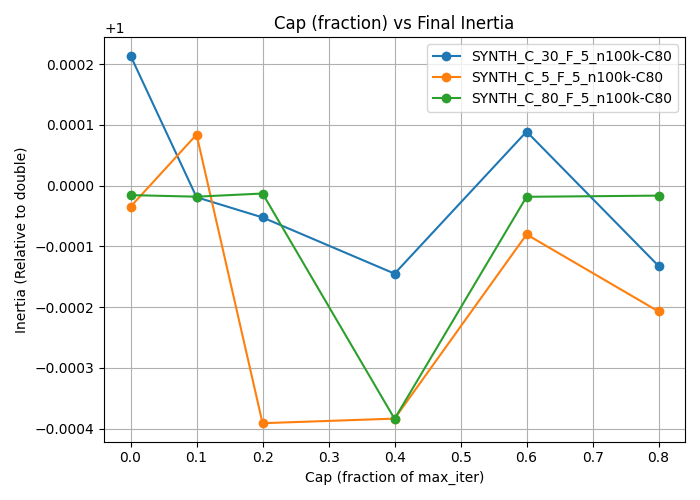 Cap (fraction) vs Final Inertia
+1
SYNTH_C_30_F_5_n100k-C80
SYNTH_C_5_F_5_n100k-C80
SYNTH_C_80_F_5_n100k-C80
Inertia (Relative to double)
0.0002
0.0001
0.0000
−0.0001
−0.0002
−0.0003
−0.0004
0.0 0.1 0.2 0.3 0.4 0.5 0.6 0.7 0.8
Cap (fraction of max_iter)